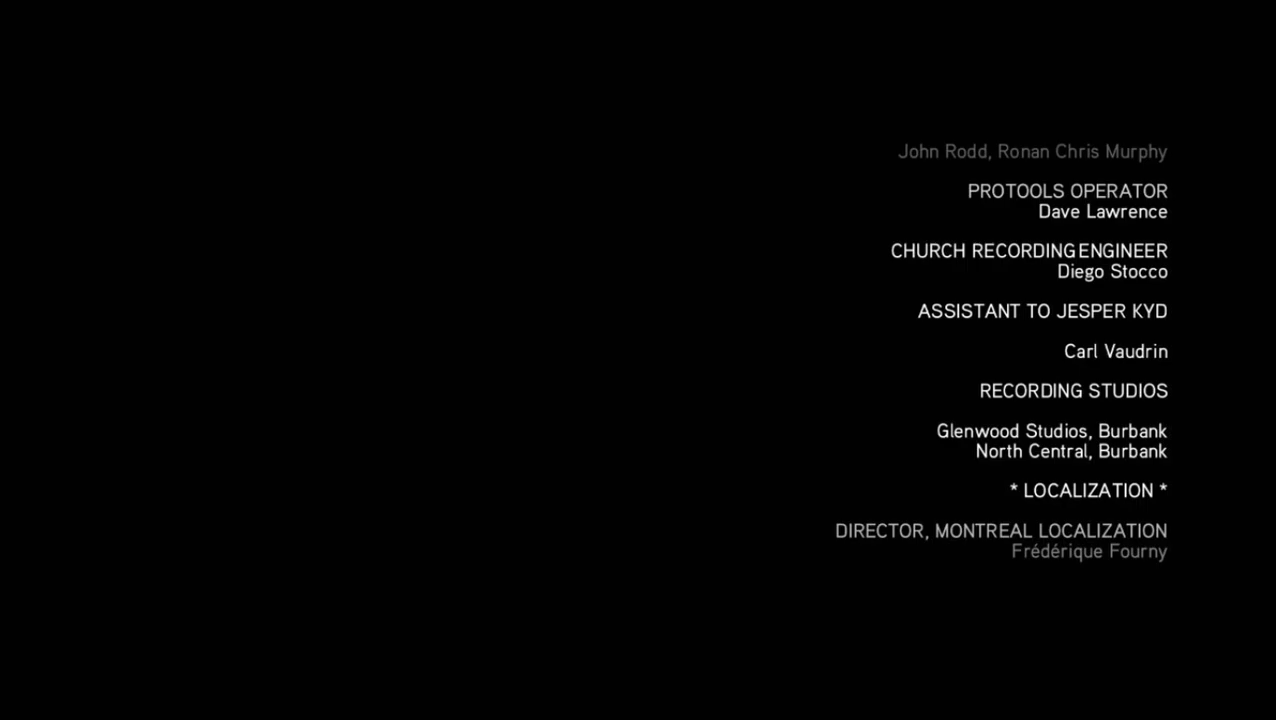 John Rodd, Ronan Chris Murphy
PROTOOLS OPERATOR
Dave Lawrence
CHURCH RECORDING ENGINEER
Diego Stocco
ASSISTANT TO JESPER KYD
Carl Vaudrin
RECORDING STUDIOS
Glenwood Studios, Burbank
North Central, Burbank
* LOCALIZATION *
DIRECTOR, MONTREAL LOCALIZATION
Frédérique Fourny